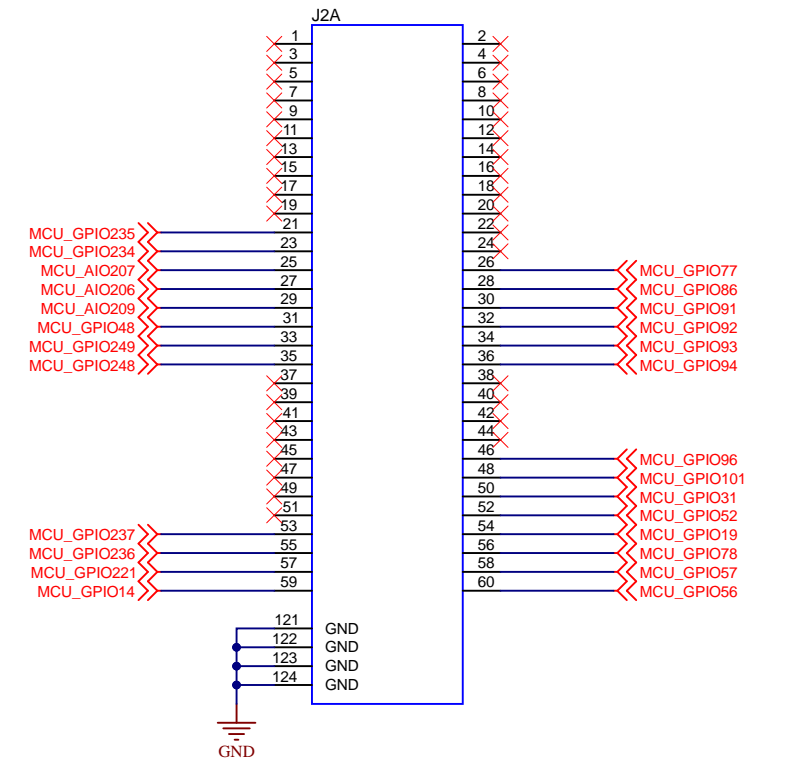 J2A
1 2
3 4
5 6
7 8
9 10
11 12
13 14
15 16
17 18
19 20
MCU_GPIO235 21 22
MCU_GPIO234 23 24
MCU_AIO207 25 26 MCU_GPIO77
MCU_AIO206 27 28 MCU_GPIO86
MCU_AIO209 29 30 MCU_GPIO91
MCU_GPIO48 31 32 MCU_GPIO92
MCU_GPIO249 33 34 MCU_GPIO93
MCU_GPIO248 35 36 MCU_GPIO94
37 38
39 40
41 42
43 44
45 46 MCU_GPIO96
47 48 MCU_GPIO101
49 50 MCU_GPIO31
51 52 MCU_GPIO52
MCU_GPIO237 53 54 MCU_GPIO19
MCU_GPIO236 55 56 MCU_GPIO78
MCU_GPIO221 57 58 MCU_GPIO57
MCU_GPIO14 59 60 MCU_GPIO56
121 GND
122 GND
123 GND
124 GND
GND